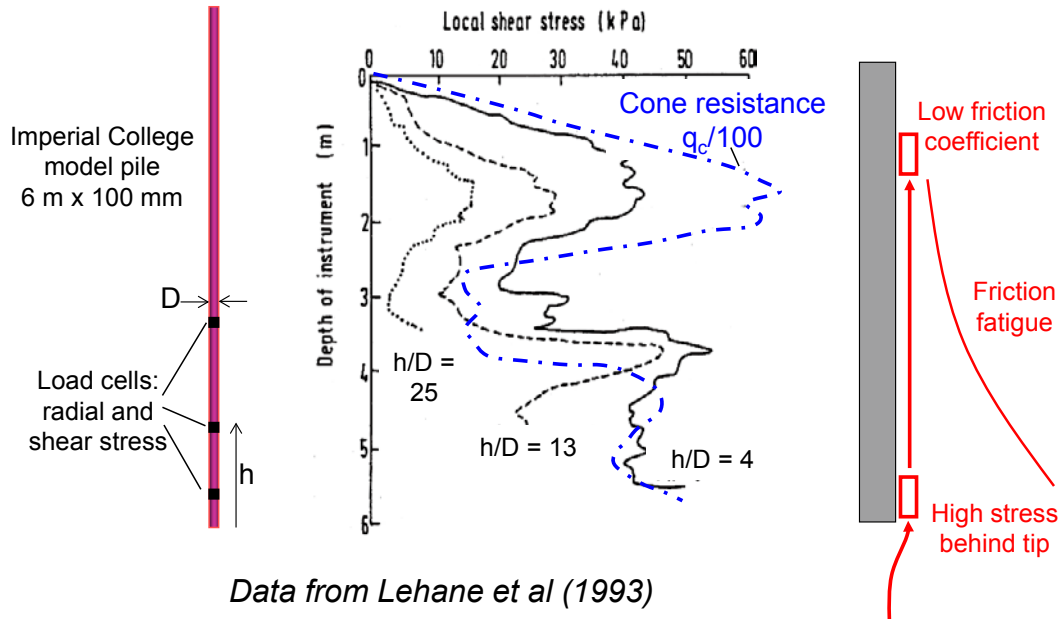 Imperial College
model pile
6 m x 100 mm
D
Load cells:
radial and
shear stress
h
Local shear stress (kPa)
0 10 20 30 40 50 60
Depth of instrument (m)
0
1
2
3
4
5
6
Cone resistance
q_c/100
h/D =
25
h/D = 13
h/D = 4
Low friction
coefficient
Friction
fatigue
High stress
behind tip
Data from Lehane et al (1993)